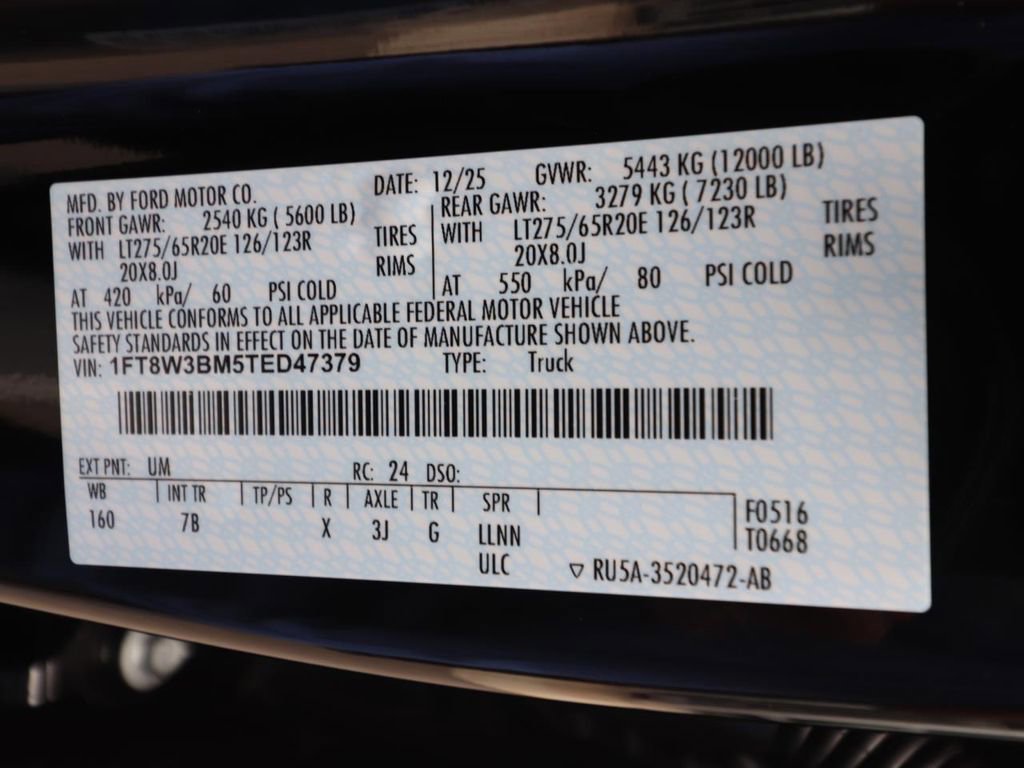 MFD. BY FORD MOTOR CO. DATE: 12/25 GVWR: 5443 KG (12000 LB)
FRONT GAWR: 2540 KG ( 5600 LB) REAR GAWR: 3279 KG ( 7230 LB)
WITH LT275/65R20E 126/123R TIRES WITH LT275/65R20E 126/123R TIRES
20X8.0J RIMS 20X8.0J RIMS
AT 420 kPa/ 60 PSI COLD AT 550 kPa/ 80 PSI COLD
THIS VEHICLE CONFORMS TO ALL APPLICABLE FEDERAL MOTOR VEHICLE
SAFETY STANDARDS IN EFFECT ON THE DATE OF MANUFACTURE SHOWN ABOVE.
VIN: 1FT8W3BM5TED47379 TYPE: Truck
EXT PNT: UM RC: 24 DSO:
WB INT TR TP/PS R AXLE TR SPR F0516
160 7B X 3J G LLNN T0668
ULC ▽ RU5A-3520472-AB